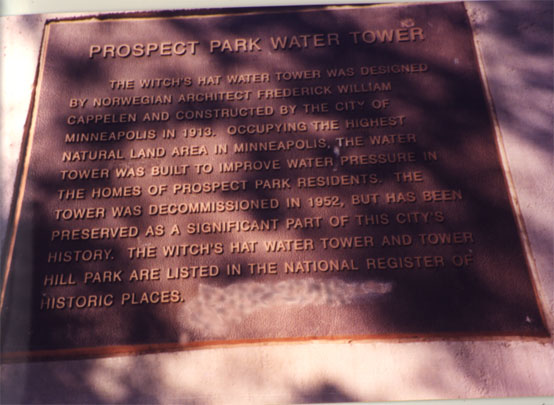 PROSPECT PARK WATER TOWER
THE WITCH'S HAT WATER TOWER WAS DESIGNED
BY NORWEGIAN ARCHITECT FREDERICK WILLIAM
CAPPELEN AND CONSTRUCTED BY THE CITY OF
MINNEAPOLIS IN 1913. OCCUPYING THE HIGHEST
NATURAL LAND AREA IN MINNEAPOLIS, THE WATER
TOWER WAS BUILT TO IMPROVE WATER PRESSURE IN
THE HOMES OF PROSPECT PARK RESIDENTS. THE
TOWER WAS DECOMMISSIONED IN 1952, BUT HAS BEEN
PRESERVED AS A SIGNIFICANT PART OF THIS CITY'S
HISTORY. THE WITCH'S HAT WATER TOWER AND TOWER
HILL PARK ARE LISTED IN THE NATIONAL REGISTER OF
HISTORIC PLACES.